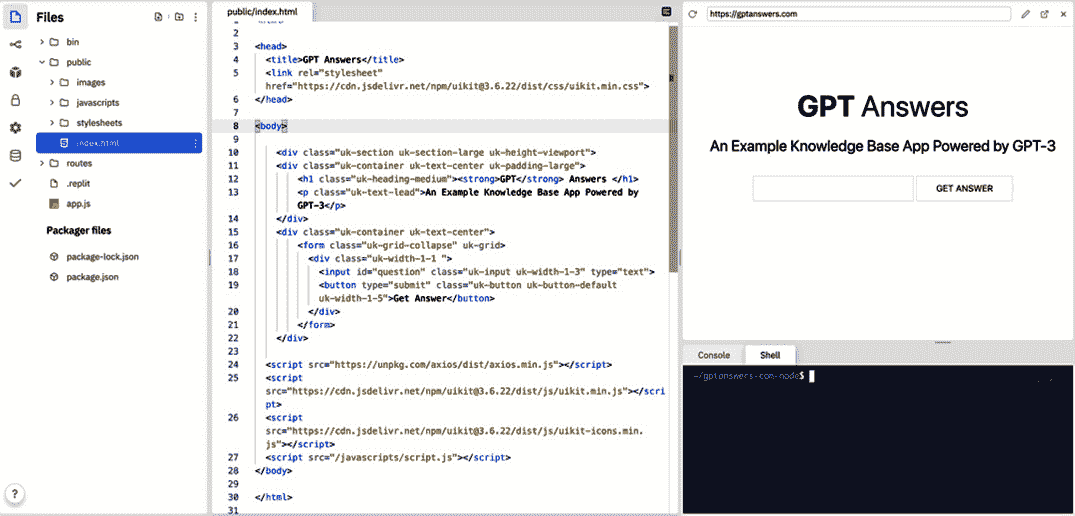 Files
bin
public
images
javascripts
stylesheets
index.html
routes
.replit
app.js
Packager files
package-lock.json
package.json
?
public/index.html
2
3 <head>
4 <title>GPT Answers</title>
5 <link rel="stylesheet"
href="https://cdn.jsdelivr.net/npm/uikit@3.6.22/dist/css/uikit.min.css">
6 </head>
7
8 <body>
9
10 <div class="uk-section uk-section-large uk-height-viewport">
11 <div class="uk-container uk-text-center uk-padding-large">
12 <h1 class="uk-heading-medium"><strong>GPT</strong> Answers </h1>
13 <p class="uk-text-lead">An Example Knowledge Base App Powered by
GPT-3</p>
14 </div>
15 <div class="uk-container uk-text-center">
16 <form class="uk-grid-collapse" uk-grid>
17 <div class="uk-width-1-1 ">
18 <input id="question" class="uk-input uk-width-1-3" type="text">
19 <button type="submit" class="uk-button uk-button-default
uk-width-1-5">Get Answer</button>
20 </div>
21 </form>
22 </div>
23
24 <script src="https://unpkg.com/axios/dist/axios.min.js"></script>
25 <script
src="https://cdn.jsdelivr.net/npm/uikit@3.6.22/dist/js/uikit.min.js"></scri
pt>
26 <script
src="https://cdn.jsdelivr.net/npm/uikit@3.6.22/dist/js/uikit-icons.min.
js"></script>
27 <script src="/javascripts/script.js"></script>
28 </body>
29
30 </html>
31
https://gptanswers.com
GPT Answers
An Example Knowledge Base App Powered by GPT-3
GET ANSWER
Console Shell
~/gptanswers-com-node$